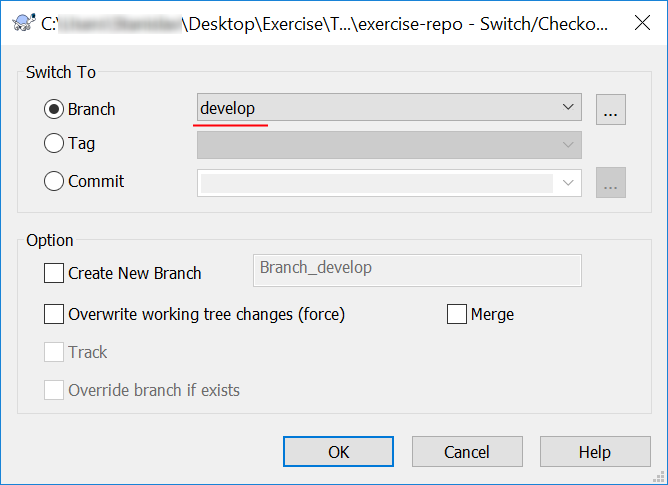 C:\ \Desktop\Exercise\T...\exercise-repo - Switch/Checko...
Switch To
Branch develop ...
Tag
Commit ...
Option
Create New Branch Branch_develop
Overwrite working tree changes (force) Merge
Track
Override branch if exists
OK Cancel Help